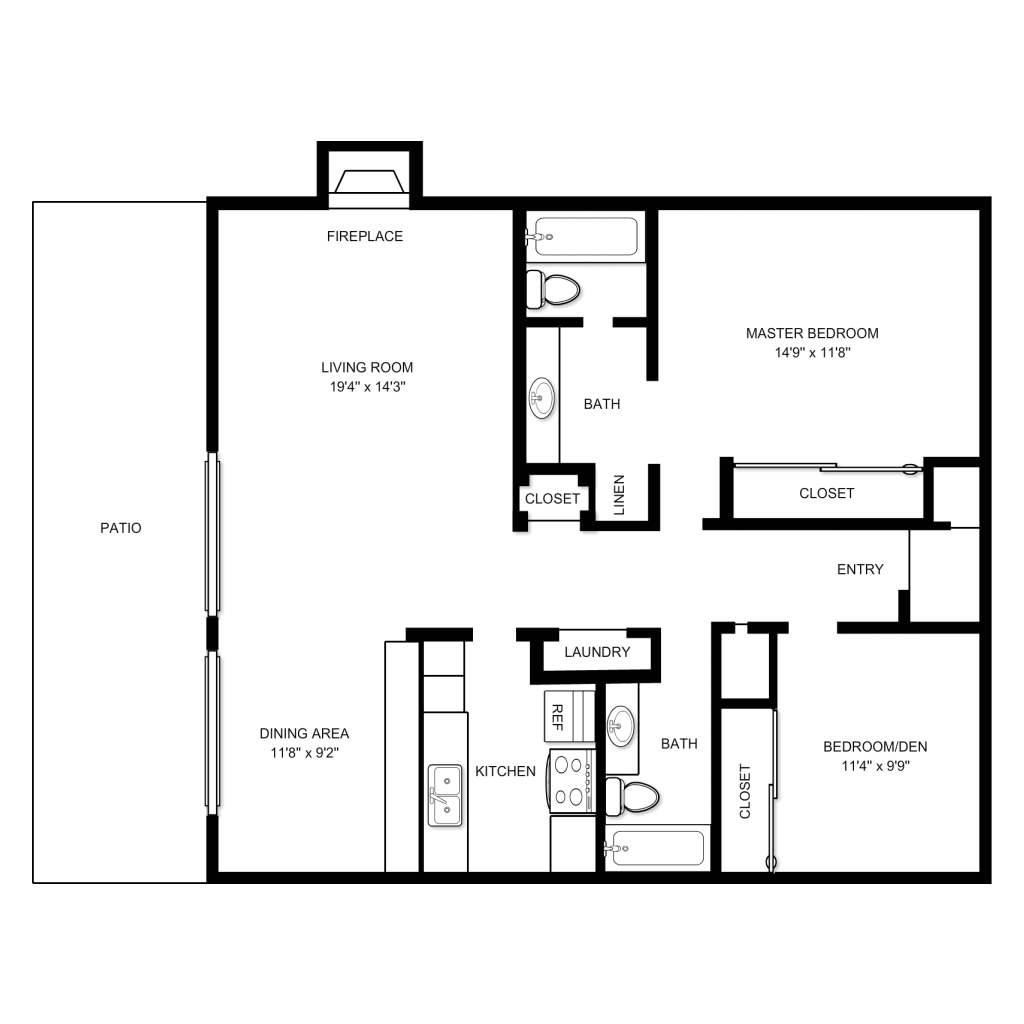 FIREPLACE
LIVING ROOM
19'4" x 14'3"
MASTER BEDROOM
14'9" x 11'8"
BATH
LINEN
CLOSET
CLOSET
PATIO
ENTRY
LAUNDRY
REF
DINING AREA
11'8" x 9'2"
KITCHEN
BATH
CLOSET
BEDROOM/DEN
11'4" x 9'9"